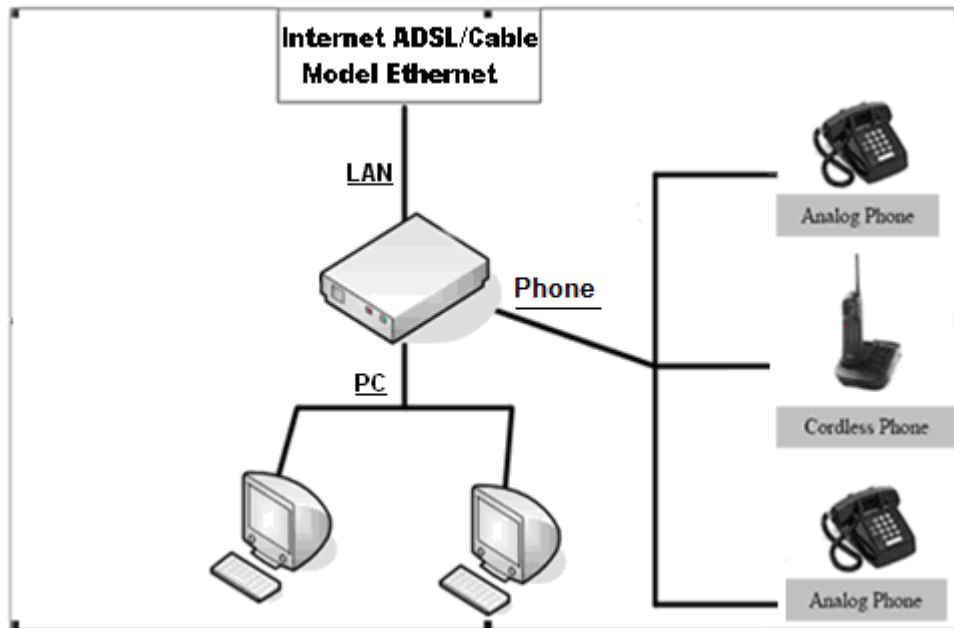 Internet ADSL/Cable
Model Ethernet
LAN
Analog Phone
Phone
PC
Cordless Phone
Analog Phone